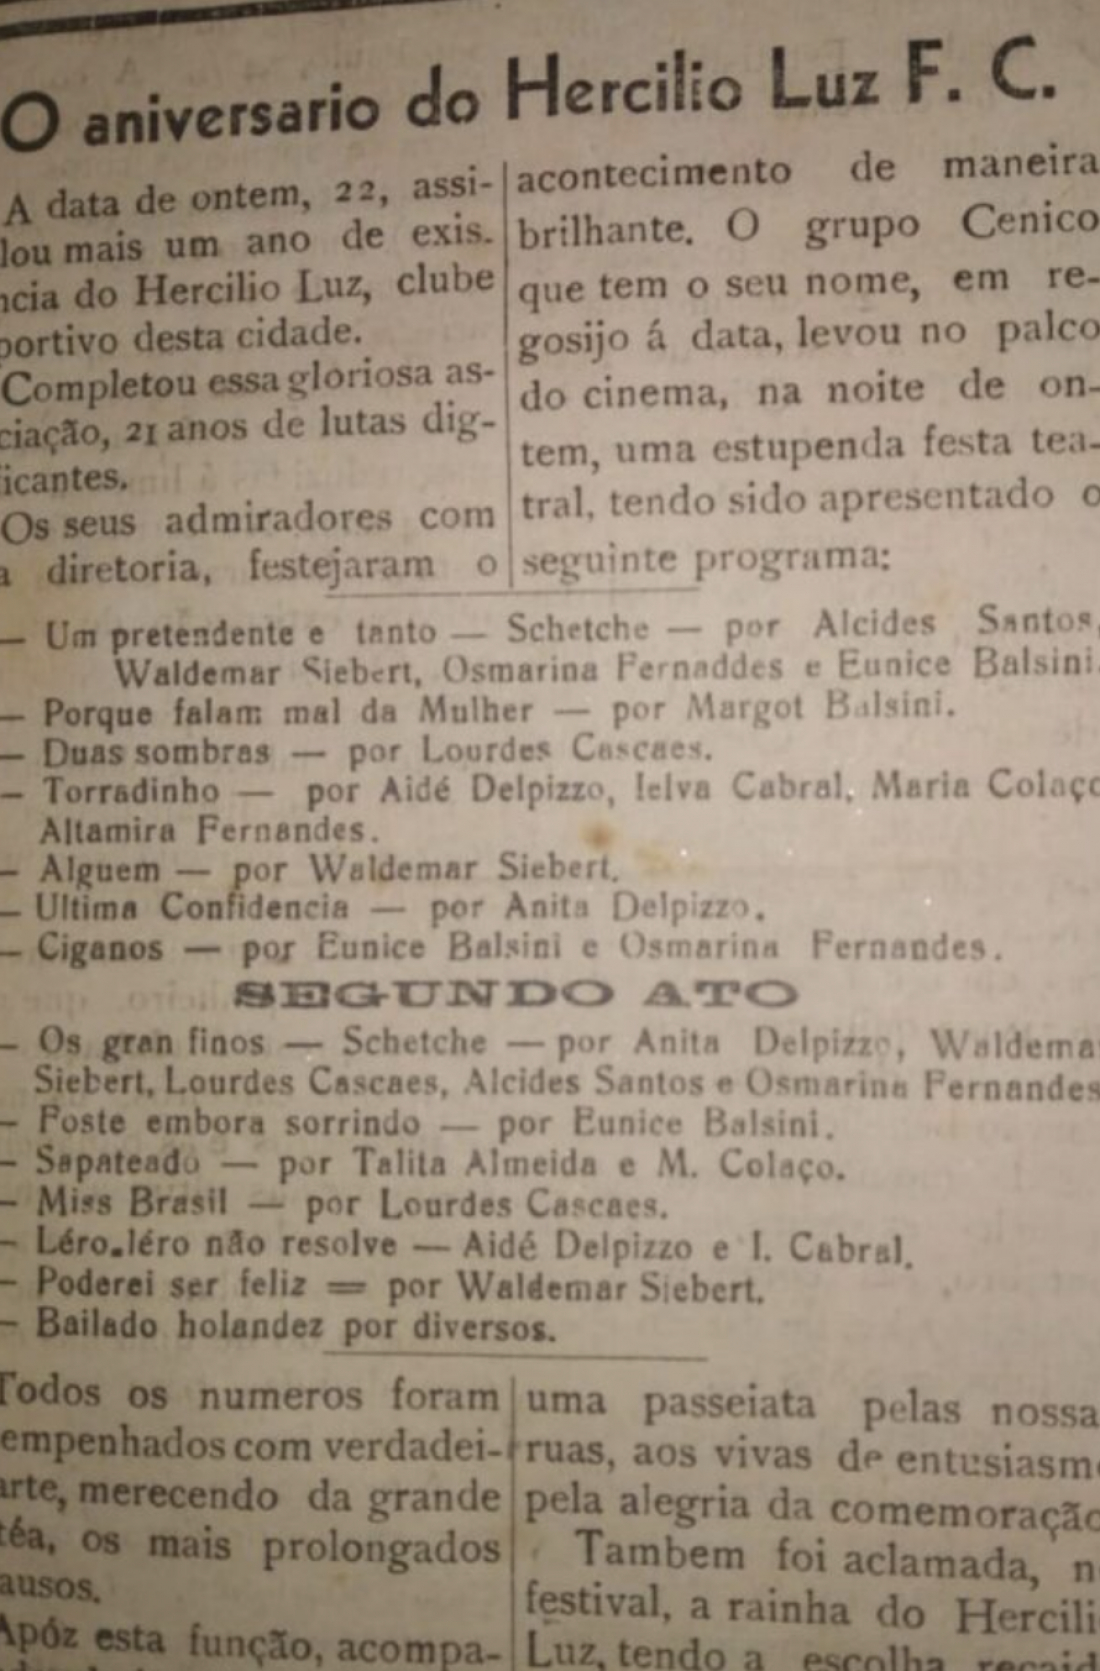 O aniversario do Hercilio Luz F. C.
A data de ontem, 22, assi-
lou mais um ano de exis.
ncia do Hercilio Luz, clube
portivo desta cidade.
Completou essa gloriosa as-
ciação, 21 anos de lutas dig-
icantes.
Os seus admiradores com
a diretoria, festejaram o
acontecimento de maneira
brilhante. O grupo Cenico
que tem o seu nome, em re-
gosijo á data, levou no palco
do cinema, na noite de on-
tem, uma estupenda festa tea-
tral, tendo sido apresentado o
seguinte programa:
— Um pretendente e tanto — Schetche — por Alcides Santos,
Waldemar Siebert, Osmarina Fernaddes e Eunice Balsini.
— Porque falam mal da Mulher — por Margot Balsini.
— Duas sombras — por Lourdes Cascaes.
— Torradinho — por Aidé Delpizzo, Ielva Cabral, Maria Colaço
Altamira Fernandes.
— Alguem — por Waldemar Siebert.
— Ultima Confidencia — por Anita Delpizzo.
— Ciganos — por Eunice Balsini e Osmarina Fernandes.
SEGUNDO ATO
— Os gran finos — Schetche — por Anita Delpizzo, Waldema
Siebert, Lourdes Cascaes, Alcides Santos e Osmarina Fernandes
— Foste embora sorrindo — por Eunice Balsini.
— Sapateado — por Talita Almeida e M. Colaço.
— Miss Brasil — por Lourdes Cascaes.
— Léro.léro não resolve — Aidé Delpizzo e I. Cabral.
— Poderei ser feliz = por Waldemar Siebert.
— Bailado holandez por diversos.
Todos os numeros foram
empenhados com verdadei-
arte, merecendo da grande
téa, os mais prolongados
ausos.
Apóz esta função, acompa-
uma passeiata pelas nossa
ruas, aos vivas de entusiasm
pela alegria da comemoração
Tambem foi aclamada, n
festival, a rainha do Hercili
Luz, tendo a escolha recaid